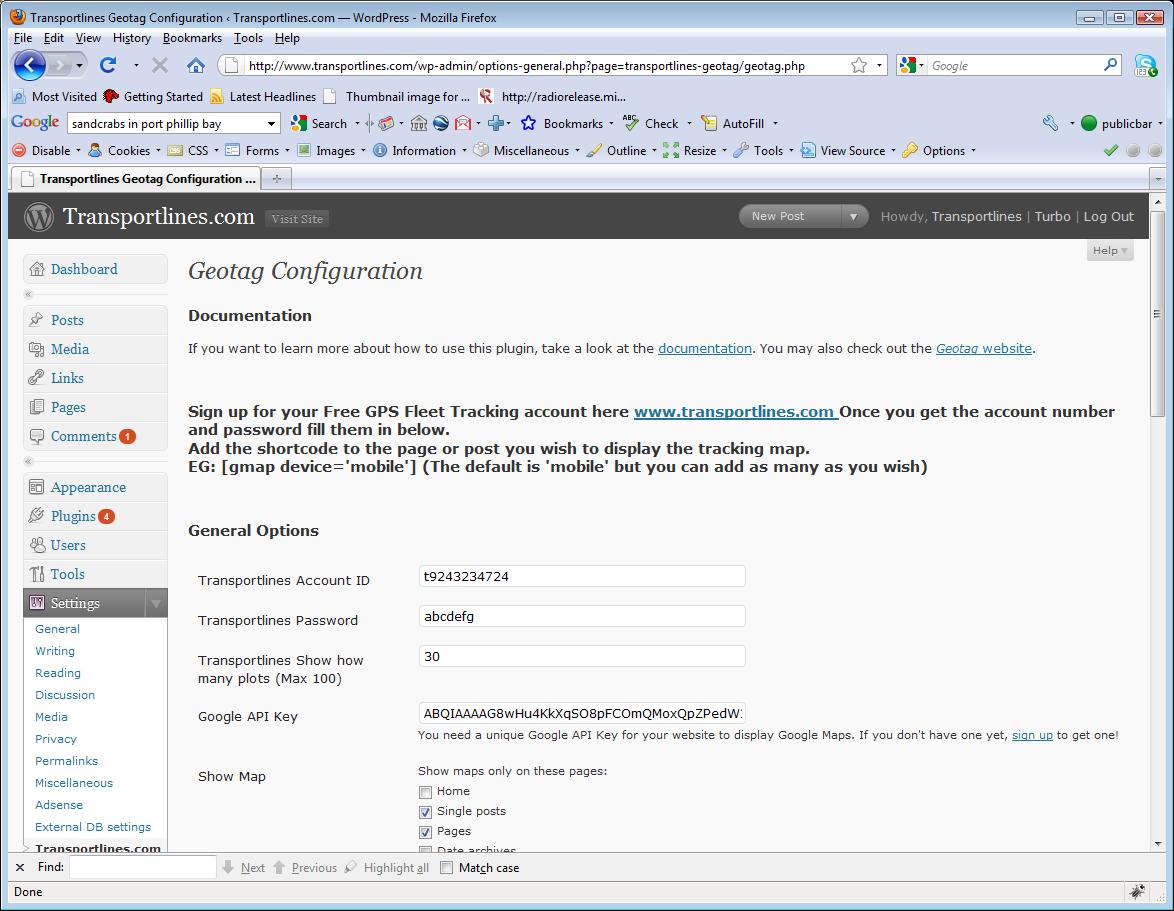 Transportlines Geotag Configuration ‹ Transportlines.com — WordPress - Mozilla Firefox
File Edit View History Bookmarks Tools Help
http://www.transportlines.com/wp-admin/options-general.php?page=transportlines-geotag/geotag.php
Google
Most Visited Getting Started Latest Headlines Thumbnail image for ... http://radiorelease.mi...
Google sandcrabs in port phillip bay Search Bookmarks Check AutoFill publicbar
Disable Cookies CSS Forms Images Information Miscellaneous Outline Resize Tools View Source Options
Transportlines Geotag Configuration ...
Transportlines.com Visit Site New Post Howdy, Transportlines | Turbo | Log Out
Help
Dashboard
Posts
Media
Links
Pages
Comments 1
Appearance
Plugins 4
Users
Tools
Settings
General
Writing
Reading
Discussion
Media
Privacy
Permalinks
Miscellaneous
Adsense
External DB settings
Transportlines.com
Geotag Configuration
Documentation
If you want to learn more about how to use this plugin, take a look at the documentation. You may also check out the Geotag website.
Sign up for your Free GPS Fleet Tracking account here www.transportlines.com Once you get the account number
and password fill them in below.
Add the shortcode to the page or post you wish to display the tracking map.
EG: [gmap device='mobile'] (The default is 'mobile' but you can add as many as you wish)
General Options
Transportlines Account ID t9243234724
Transportlines Password abcdefg
Transportlines Show how 30
many plots (Max 100)
Google API Key ABQIAAAAG8wHu4KkXqSO8pFCOmQMoxQpZPedW
You need a unique Google API Key for your website to display Google Maps. If you don't have one yet, sign up to get one!
Show Map
Show maps only on these pages:
Home
Single posts
Pages
Date archives
Find: Next Previous Highlight all Match case
Done